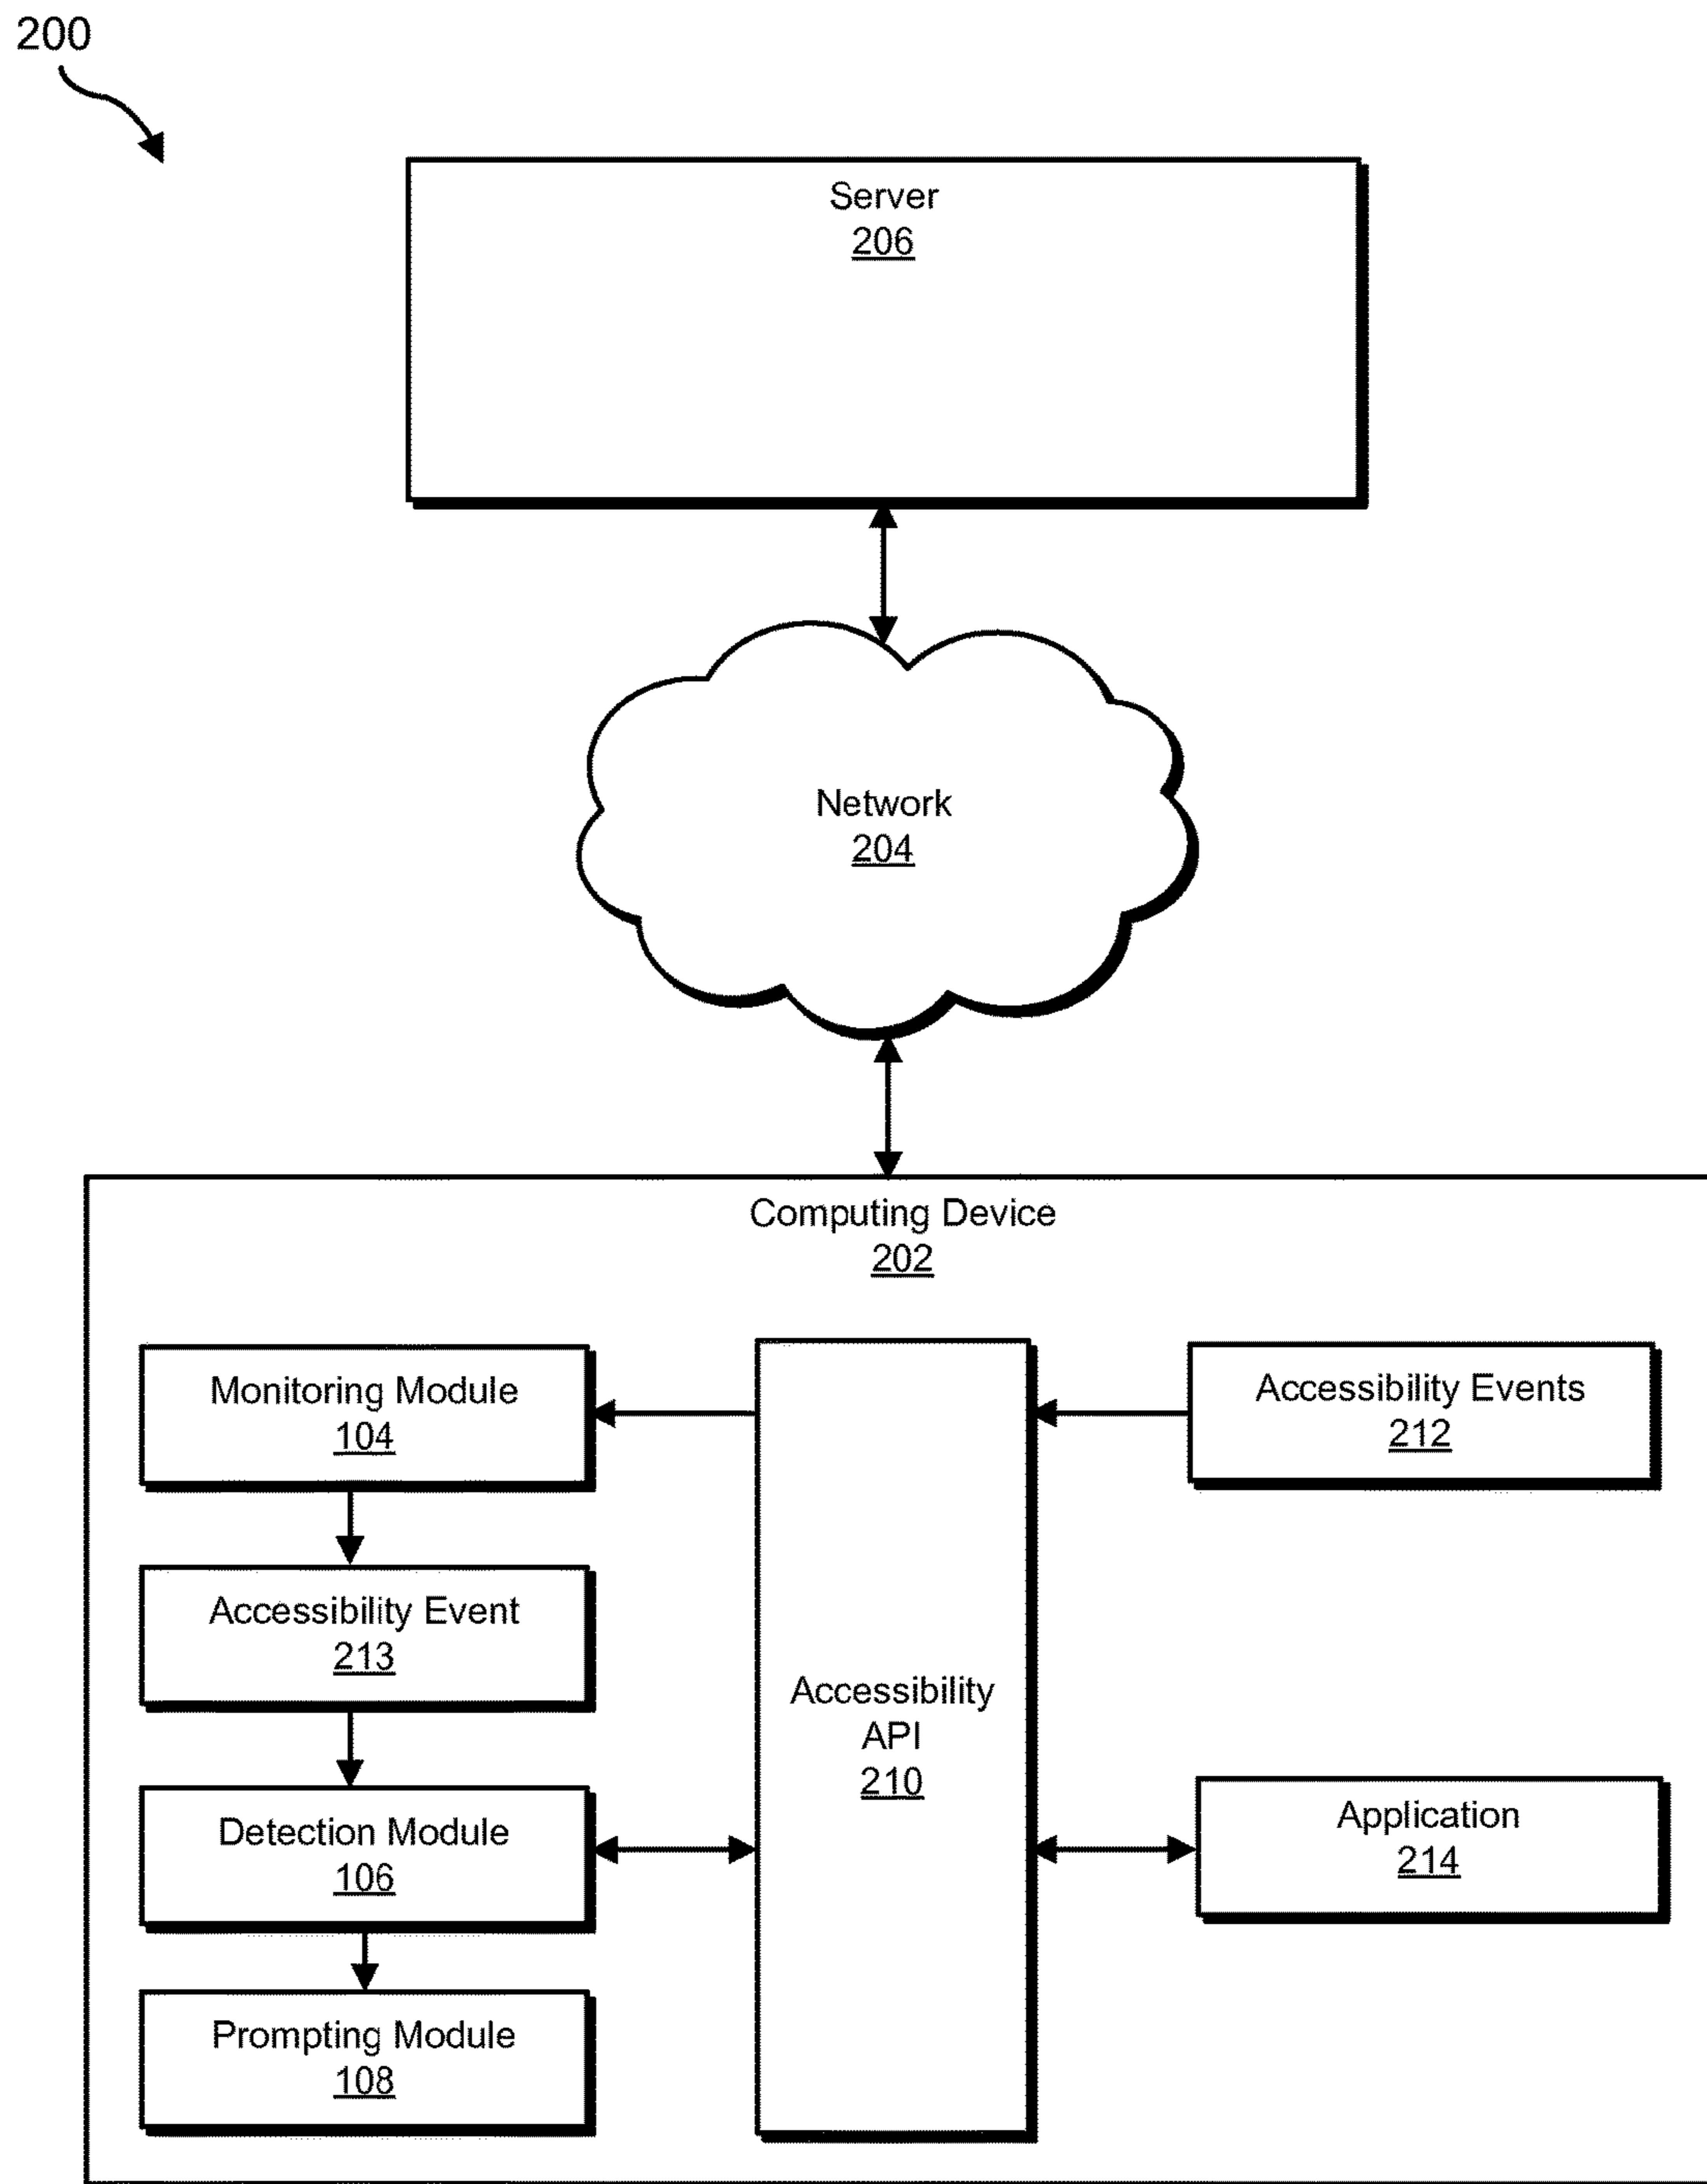 200
Server
206
Network
204
Computing Device
202
Monitoring Module
104
Accessibility Events
212
Accessibility Event
213
Accessibility
API
210
Detection Module
106
Application
214
Prompting Module
108